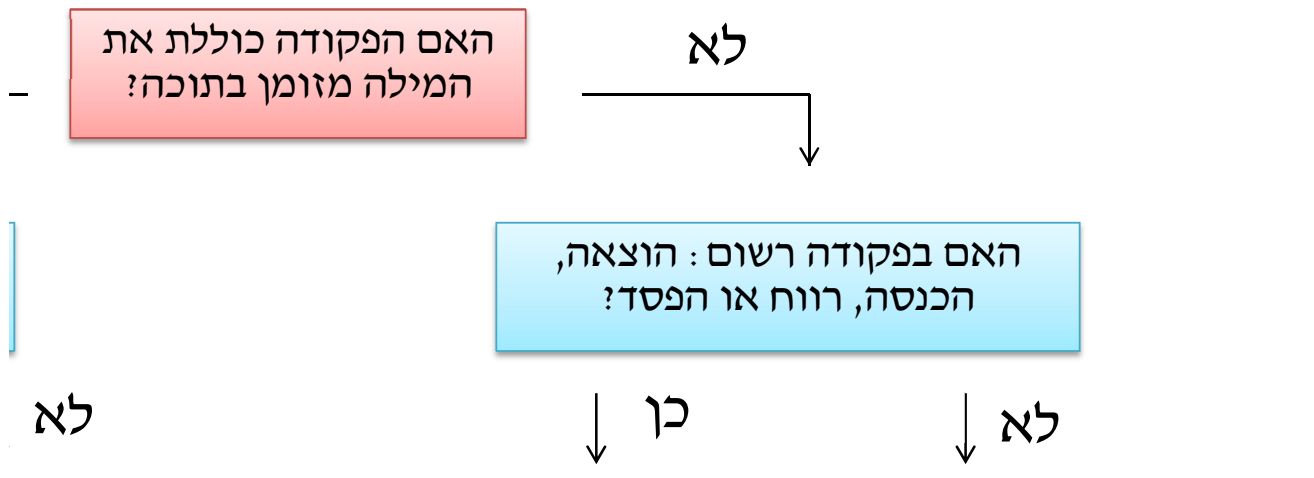 האם הפקודה כוללת את
המילה מזומן בתוכה?
לא
האם בפקודה רשום : הוצאה,
הכנסה, רווח או הפסד?
לא
כן
לא